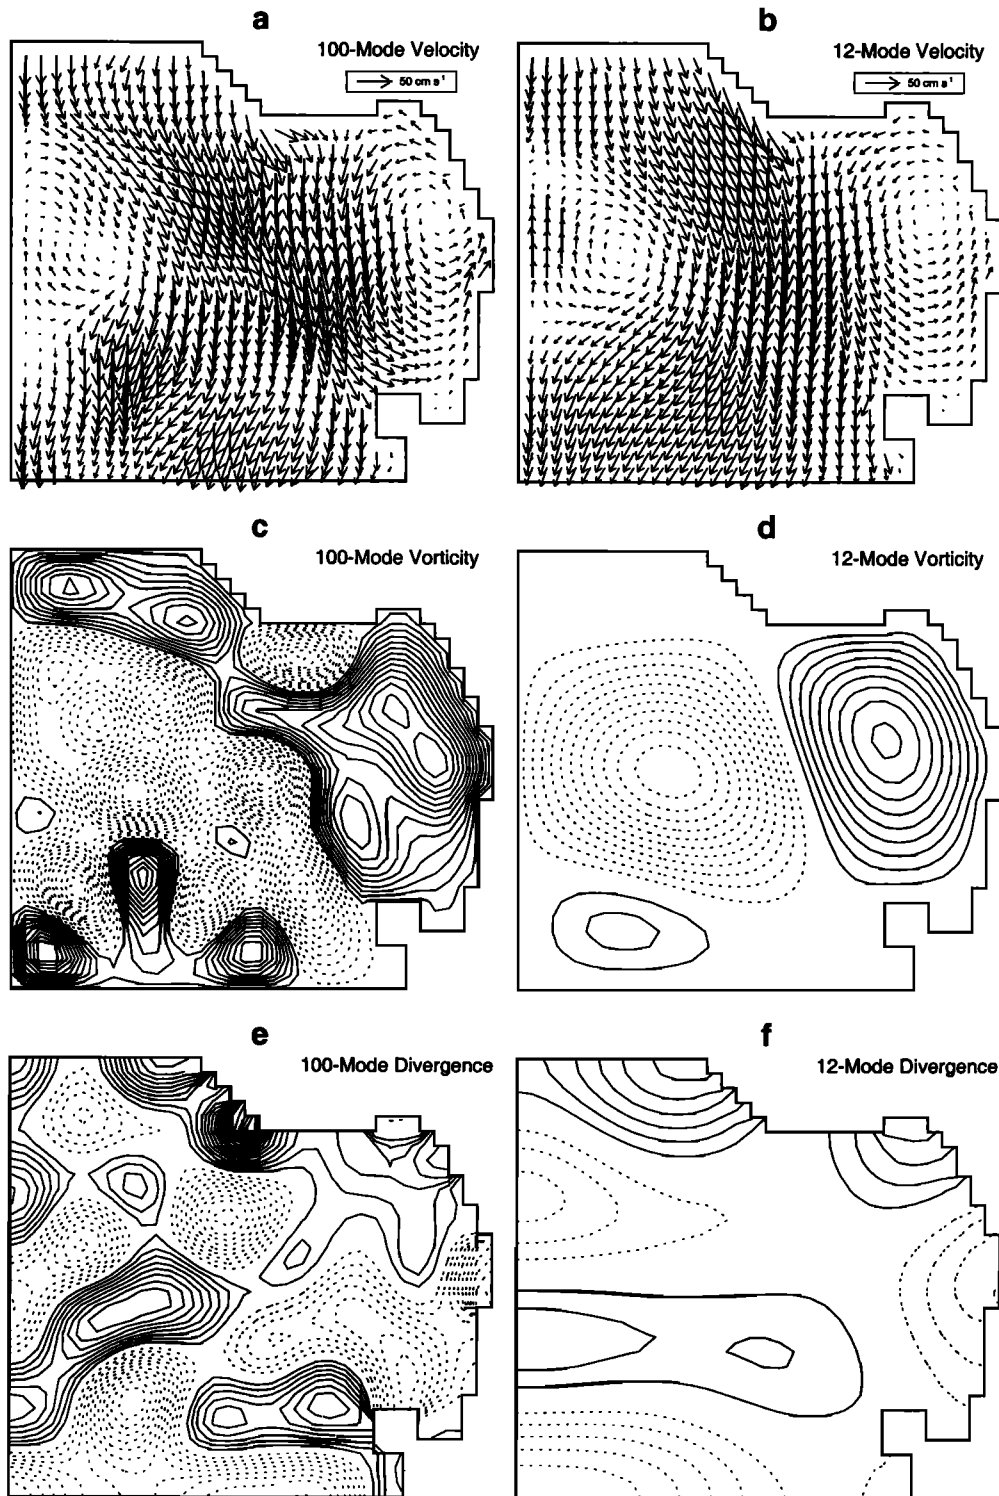 a
100-Mode Velocity
50 cm s⁻¹
b
12-Mode Velocity
50 cm s⁻¹
c
100-Mode Vorticity
d
12-Mode Vorticity
e
100-Mode Divergence
f
12-Mode Divergence